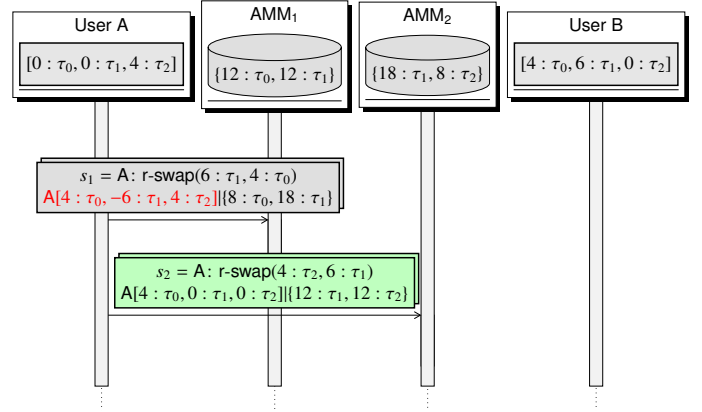 User A
AMM₁
AMM₂
User B
[0 : τ₀, 0 : τ₁, 4 : τ₂]
{12 : τ₀, 12 : τ₁}
{18 : τ₁, 8 : τ₂}
[4 : τ₀, 6 : τ₁, 0 : τ₂]
s₁ = A: r-swap(6 : τ₁, 4 : τ₀)
A[4 : τ₀, −6 : τ₁, 4 : τ₂]|{8 : τ₀, 18 : τ₁}
s₂ = A: r-swap(4 : τ₂, 6 : τ₁)
A[4 : τ₀, 0 : τ₁, 0 : τ₂]|{12 : τ₁, 12 : τ₂}